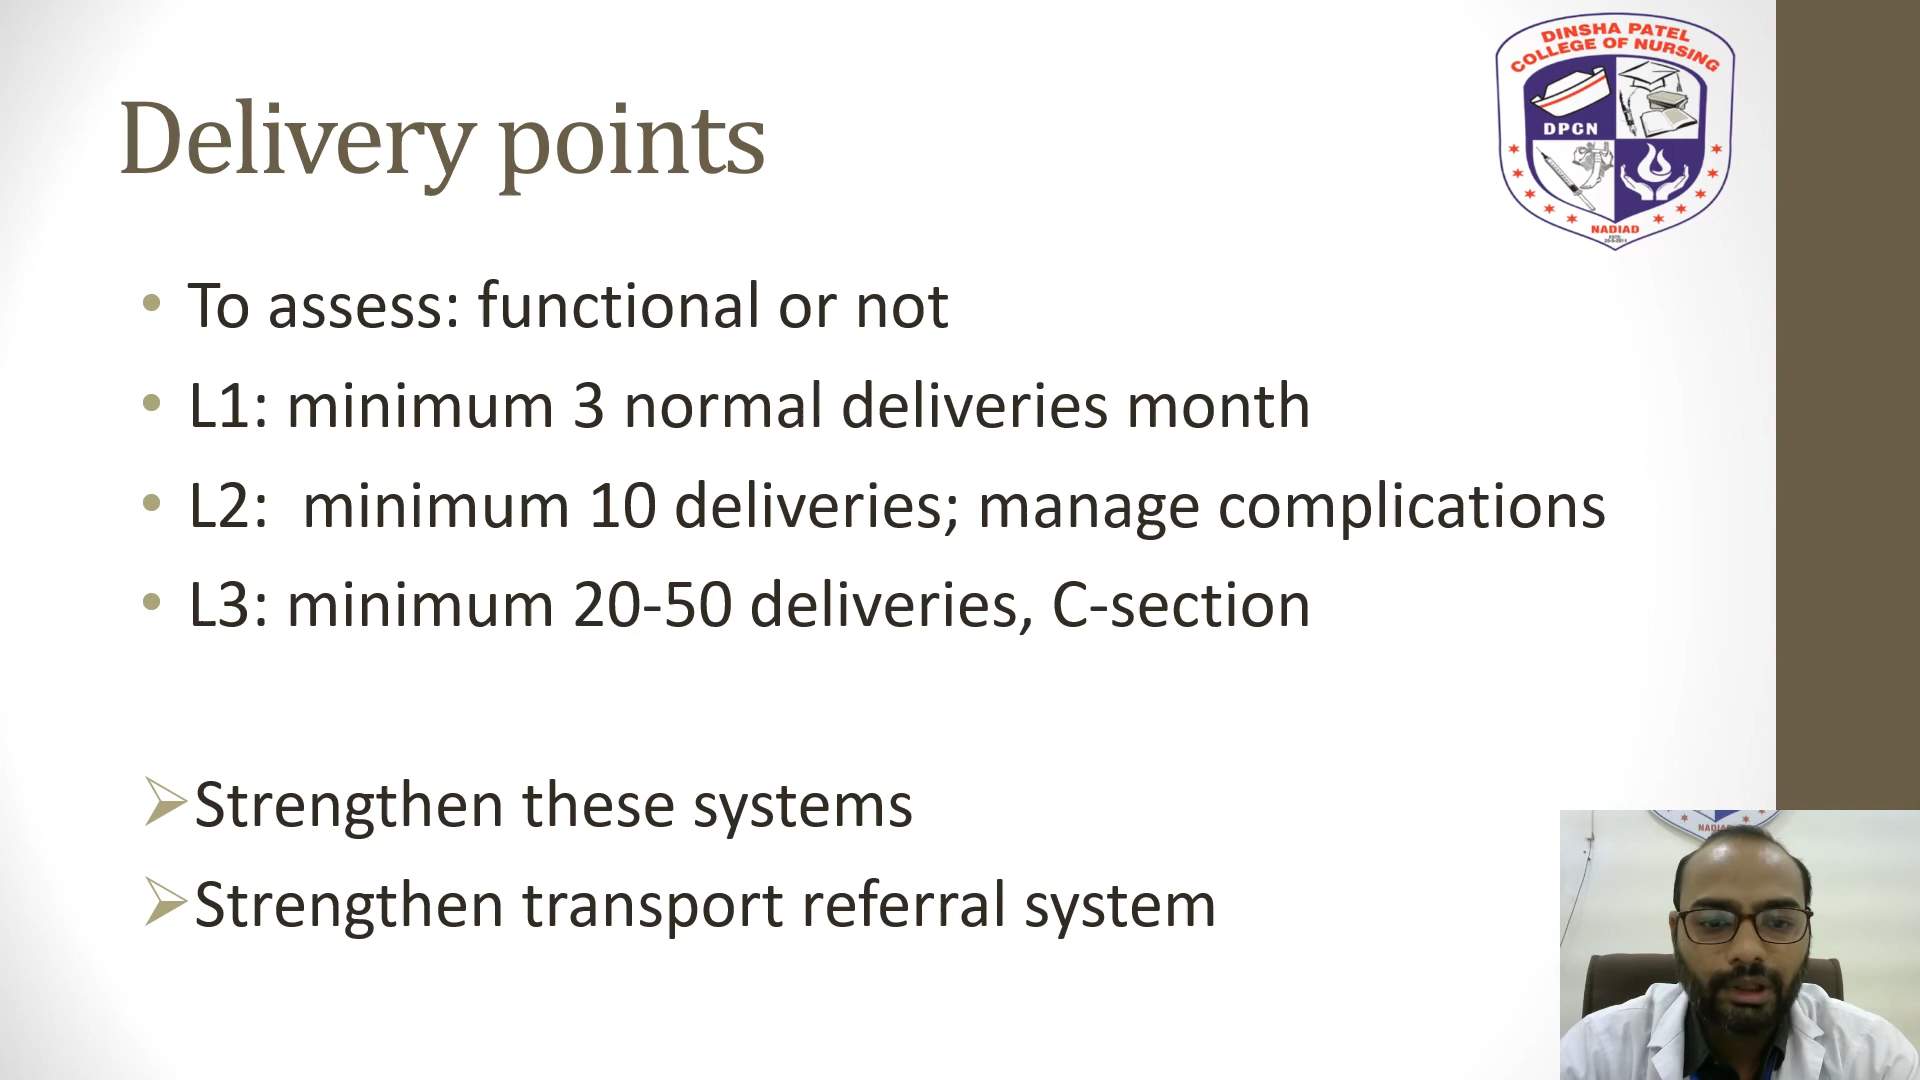 DINSHA PATEL
COLLEGE OF NURSING
DPCN
NADIAD
Delivery points
• To assess: functional or not
• L1: minimum 3 normal deliveries month
• L2:  minimum 10 deliveries; manage complications
• L3: minimum 20-50 deliveries, C-section
➢Strengthen these systems
➢Strengthen transport referral system